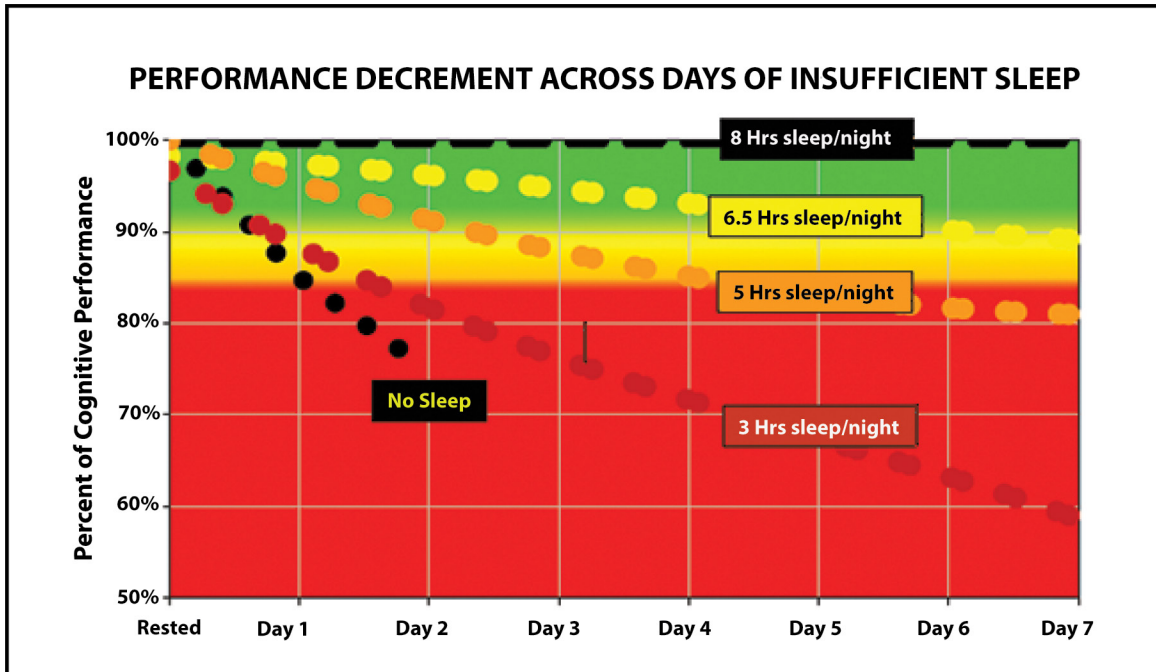 PERFORMANCE DECREMENT ACROSS DAYS OF INSUFFICIENT SLEEP
Percent of Cognitive Performance
100%
90%
80%
70%
60%
50%
8 Hrs sleep/night
6.5 Hrs sleep/night
5 Hrs sleep/night
No Sleep
3 Hrs sleep/night
Rested Day 1 Day 2 Day 3 Day 4 Day 5 Day 6 Day 7